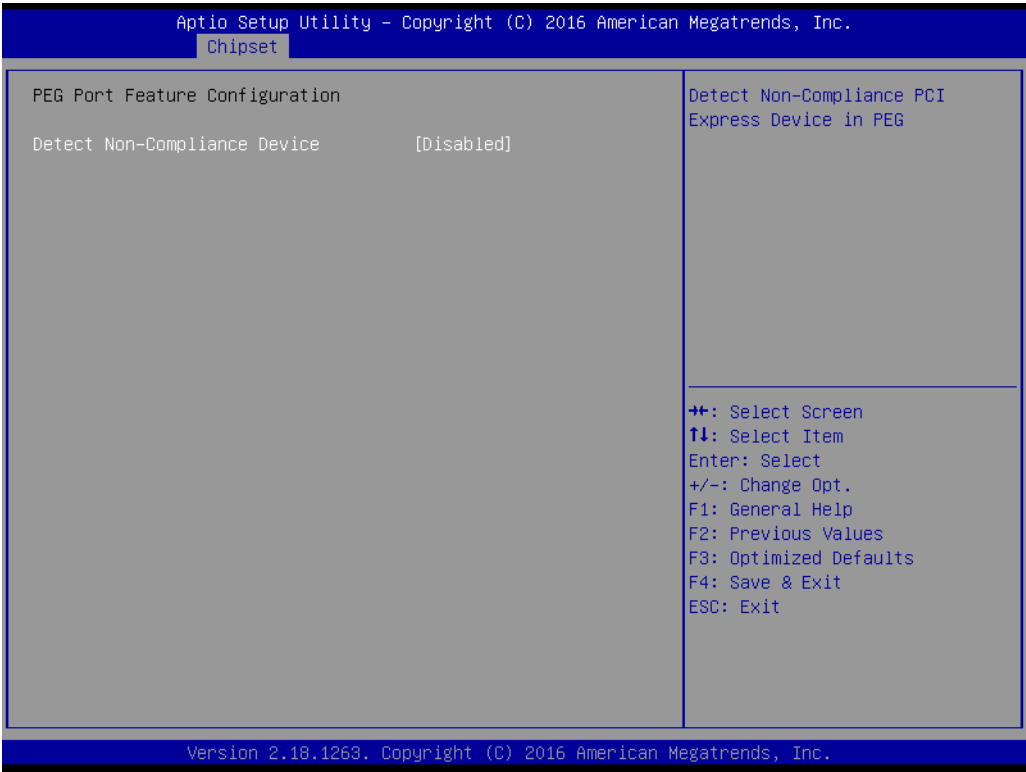 Aptio Setup Utility – Copyright (C) 2016 American Megatrends, Inc.
Chipset
PEG Port Feature Configuration
Detect Non-Compliance Device [Disabled]
Detect Non-Compliance PCI
Express Device in PEG
→←: Select Screen
↑↓: Select Item
Enter: Select
+/-: Change Opt.
F1: General Help
F2: Previous Values
F3: Optimized Defaults
F4: Save & Exit
ESC: Exit
Version 2.18.1263. Copyright (C) 2016 American Megatrends, Inc.